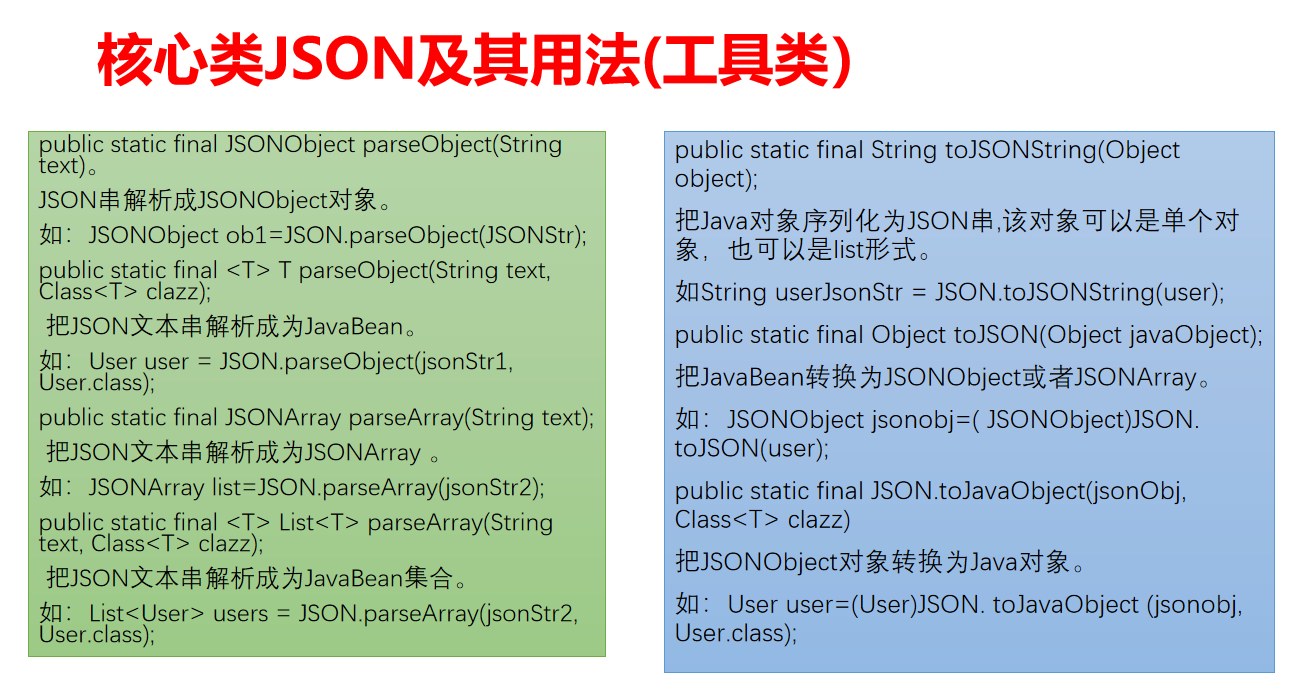 核心类JSON及其用法(工具类)
public static final JSONObject parseObject(String
text)。
JSON串解析成JSONObject对象。
如：JSONObject ob1=JSON.parseObject(JSONStr);
public static final <T> T parseObject(String text,
Class<T> clazz);
把JSON文本串解析成为JavaBean。
如：User user = JSON.parseObject(jsonStr1,
User.class);
public static final JSONArray parseArray(String text);
把JSON文本串解析成为JSONArray 。
如：JSONArray list=JSON.parseArray(jsonStr2);
public static final <T> List<T> parseArray(String
text, Class<T> clazz);
把JSON文本串解析成为JavaBean集合。
如：List<User> users = JSON.parseArray(jsonStr2,
User.class);
public static final String toJSONString(Object
object);
把Java对象序列化为JSON串,该对象可以是单个对
象，也可以是list形式。
如String userJsonStr = JSON.toJSONString(user);
public static final Object toJSON(Object javaObject);
把JavaBean转换为JSONObject或者JSONArray。
如：JSONObject jsonobj=( JSONObject)JSON.
toJSON(user);
public static final JSON.toJavaObject(jsonObj,
Class<T> clazz)
把JSONObject对象转换为Java对象。
如：User user=(User)JSON. toJavaObject (jsonobj,
User.class);